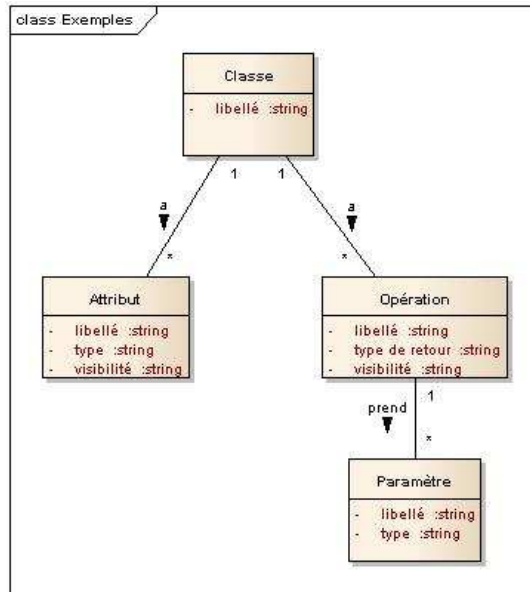 class Exemples
Classe
- libellé :string
1 1
a a
* *
Attribut
- libellé :string
- type :string
- visibilité :string
Opération
- libellé :string
- type de retour :string
- visibilité :string
1
prend
*
Paramètre
- libellé :string
- type :string